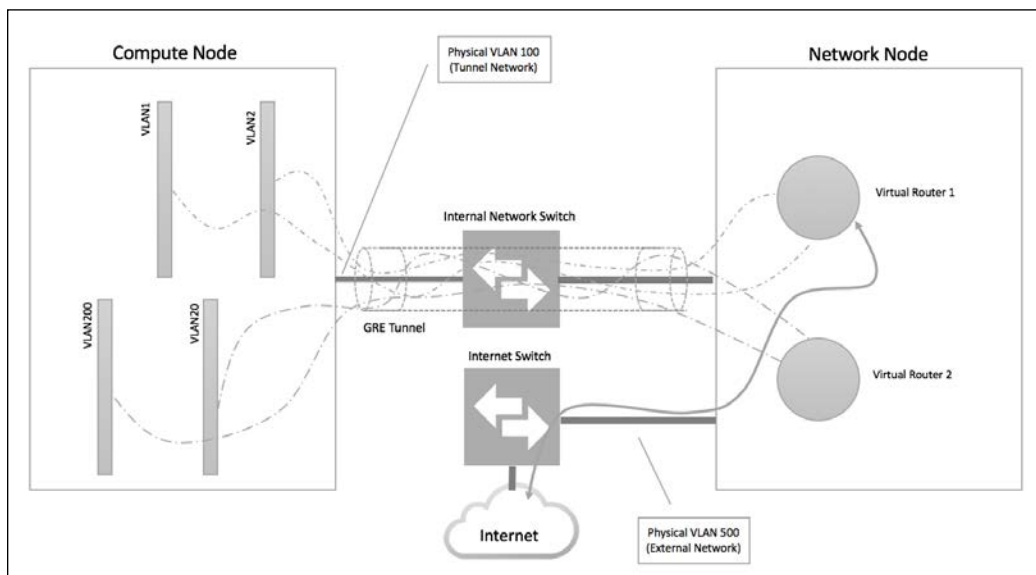 Compute Node
Physical VLAN 100
(Tunnel Network)
Network Node
VLAN1
VLAN2
Virtual Router 1
Internal Network Switch
VLAN200
VLAN20
GRE Tunnel
Internet Switch
Virtual Router 2
Internet
Physical VLAN 500
(External Network)